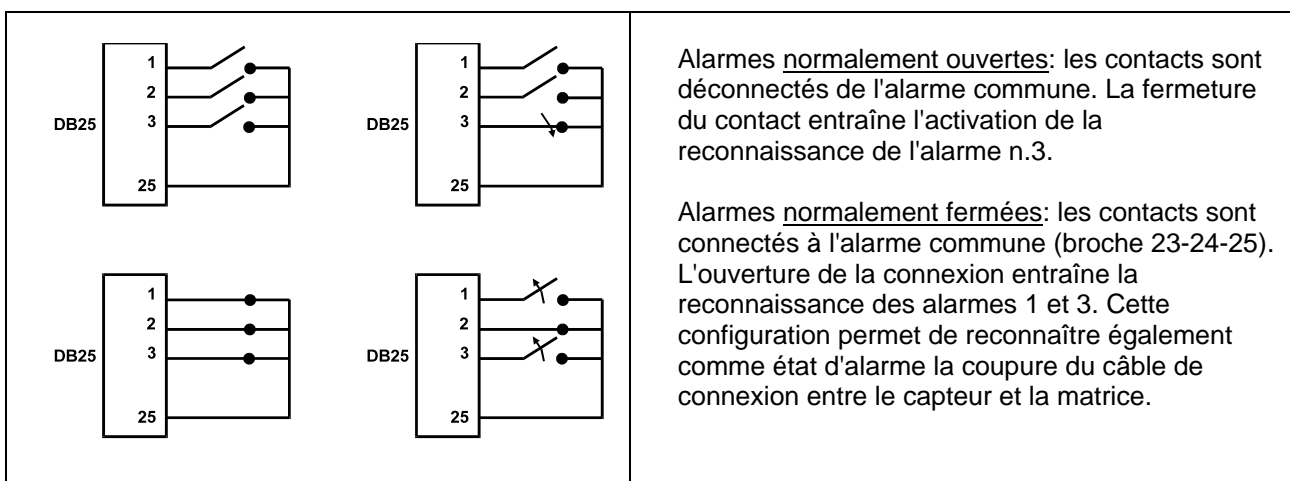 1
2
DB25
3
25
1
2
DB25
3
25
1
2
DB25
3
25
1
2
DB25
3
25
Alarmes normalement ouvertes: les contacts sont
déconnectés de l'alarme commune. La fermeture
du contact entraîne l'activation de la
reconnaissance de l'alarme n.3.
Alarmes normalement fermées: les contacts sont
connectés à l'alarme commune (broche 23-24-25).
L'ouverture de la connexion entraîne la
reconnaissance des alarmes 1 et 3. Cette
configuration permet de reconnaître également
comme état d'alarme la coupure du câble de
connexion entre le capteur et la matrice.